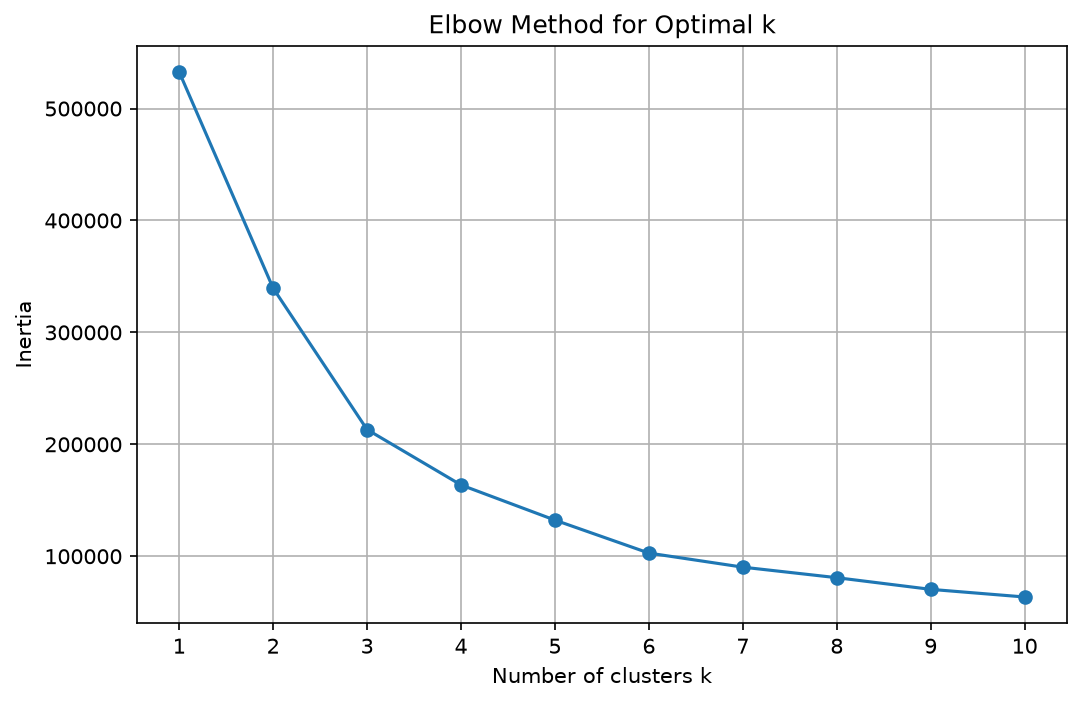 Elbow Method for Optimal k
500000
400000
300000
200000
100000
Inertia
1 2 3 4 5 6 7 8 9 10
Number of clusters k